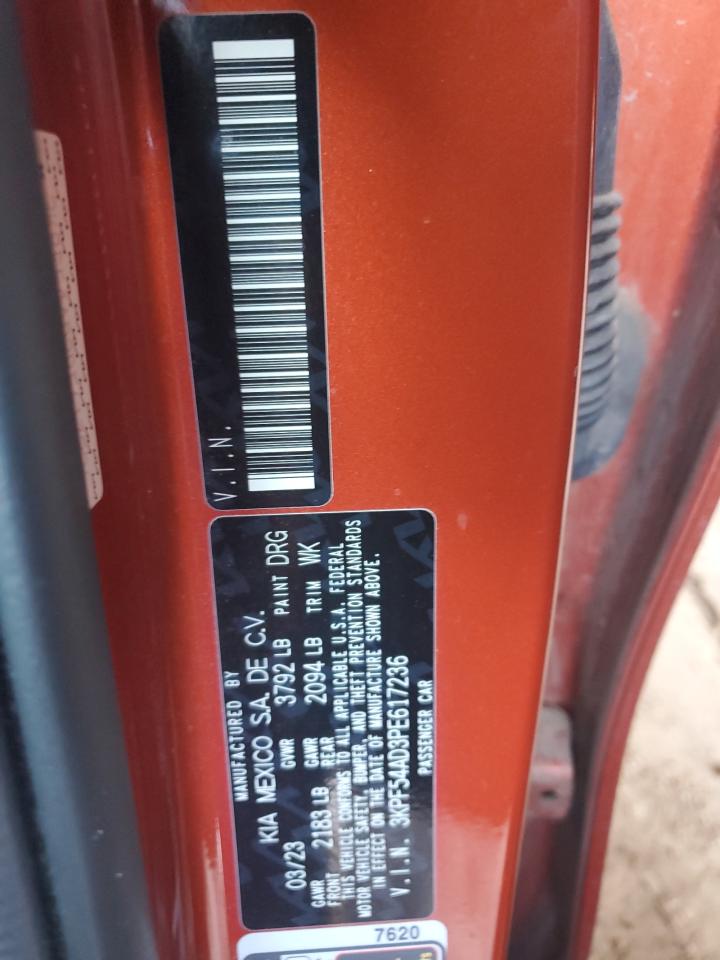 V.I.N.
MANUFACTURED BY
KIA MEXICO S.A. DE C.V.
03/23 GVWR 3792 LB PAINT DRG
GAWR FRONT 2183 LB GAWR REAR 2094 LB TRIM WK
THIS VEHICLE CONFORMS TO ALL APPLICABLE U.S.A. FEDERAL
MOTOR VEHICLE SAFETY, BUMPER, AND THEFT PREVENTION STANDARDS
IN EFFECT ON THE DATE OF MANUFACTURE SHOWN ABOVE.
V.I.N. 3KPF54AD3PE617236
PASSENGER CAR
7620